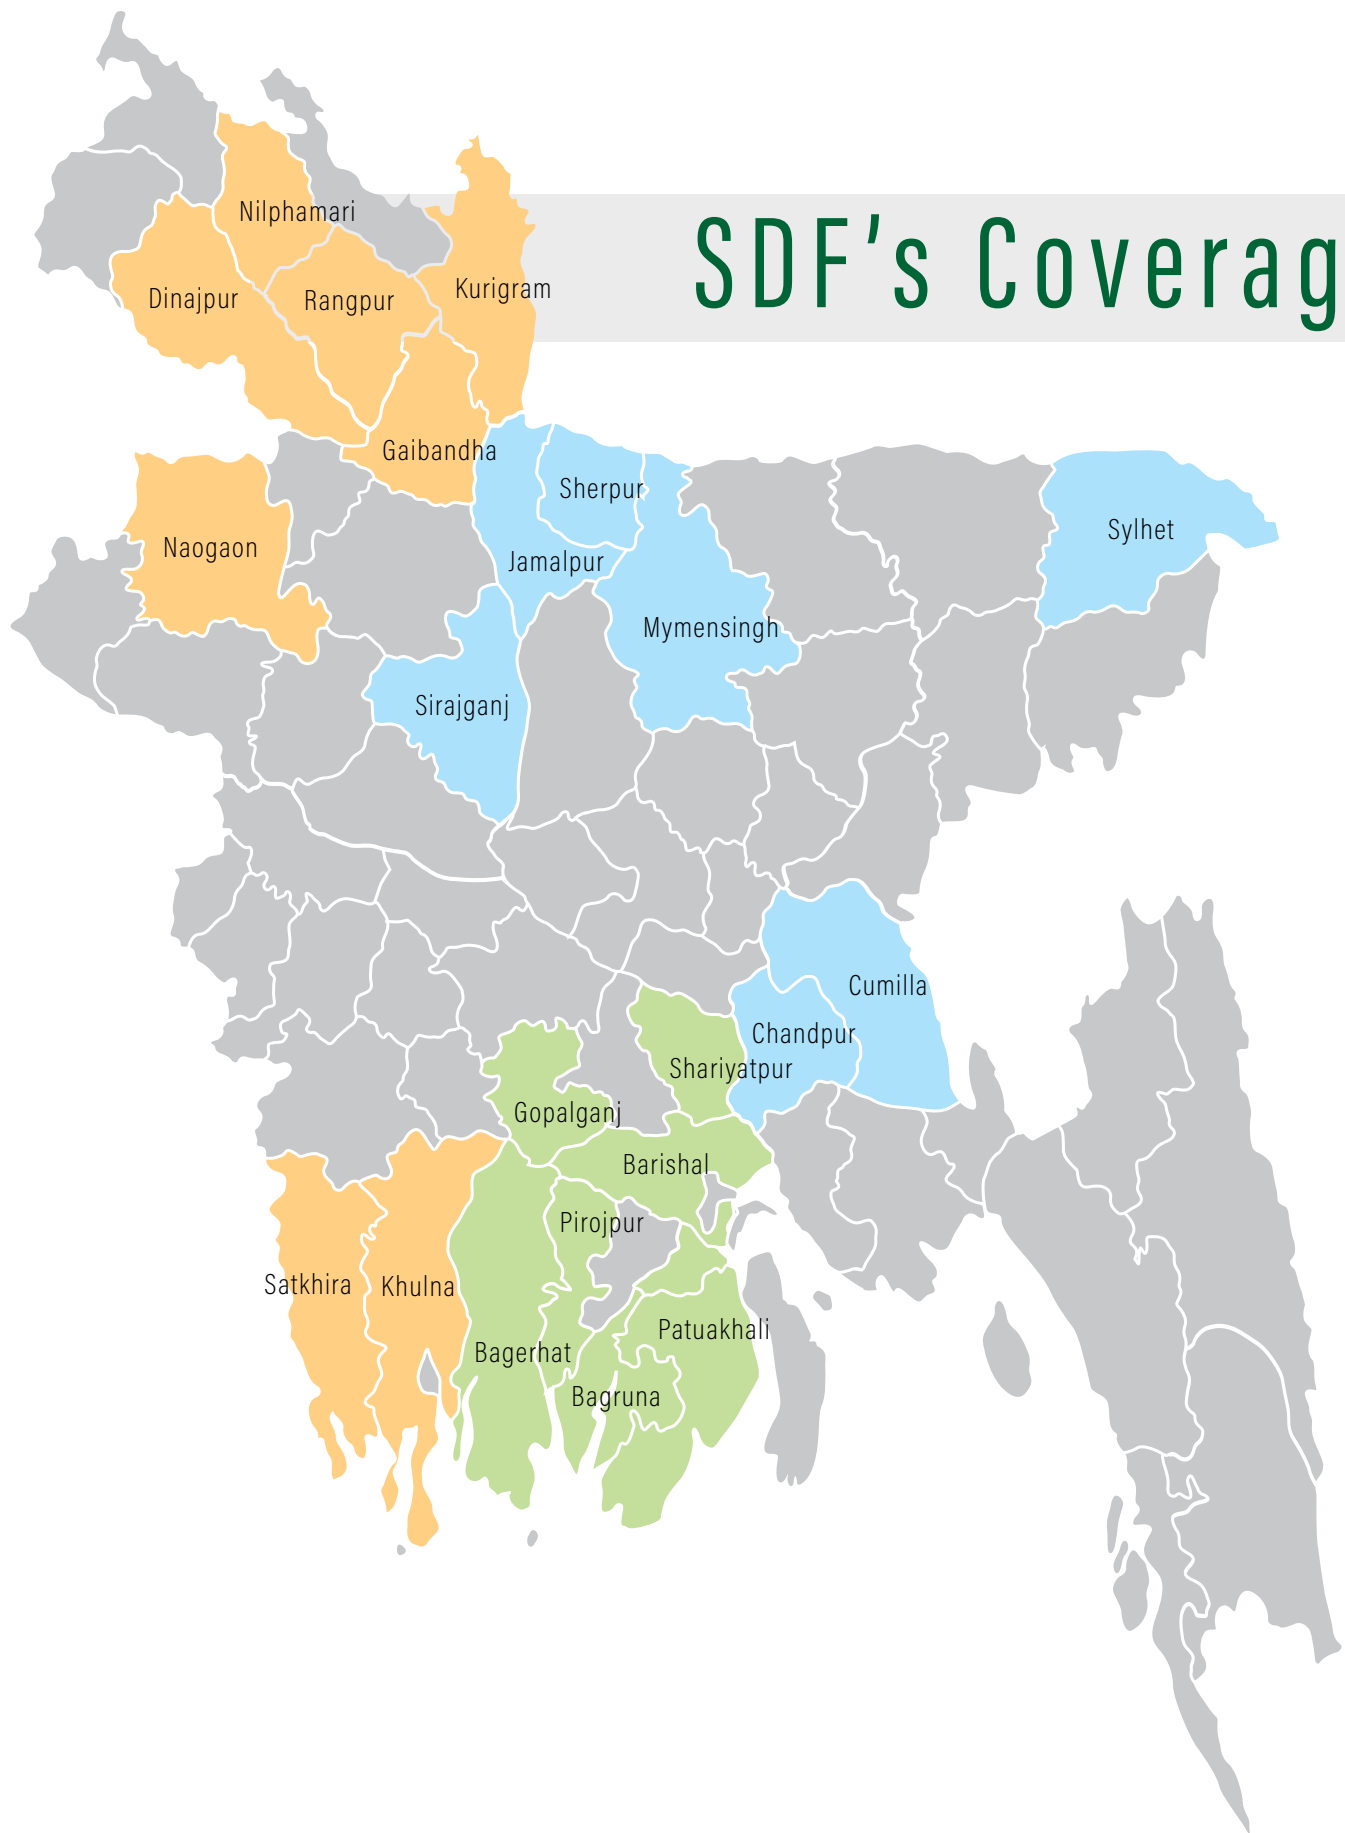 SDF’s Coverag
Nilphamari
Dinajpur
Rangpur
Kurigram
Gaibandha
Sherpur
Sylhet
Naogaon
Jamalpur
Mymensingh
Sirajganj
Cumilla
Chandpur
Shariyatpur
Gopalganj
Barishal
Pirojpur
Satkhira
Khulna
Patuakhali
Bagerhat
Bagruna